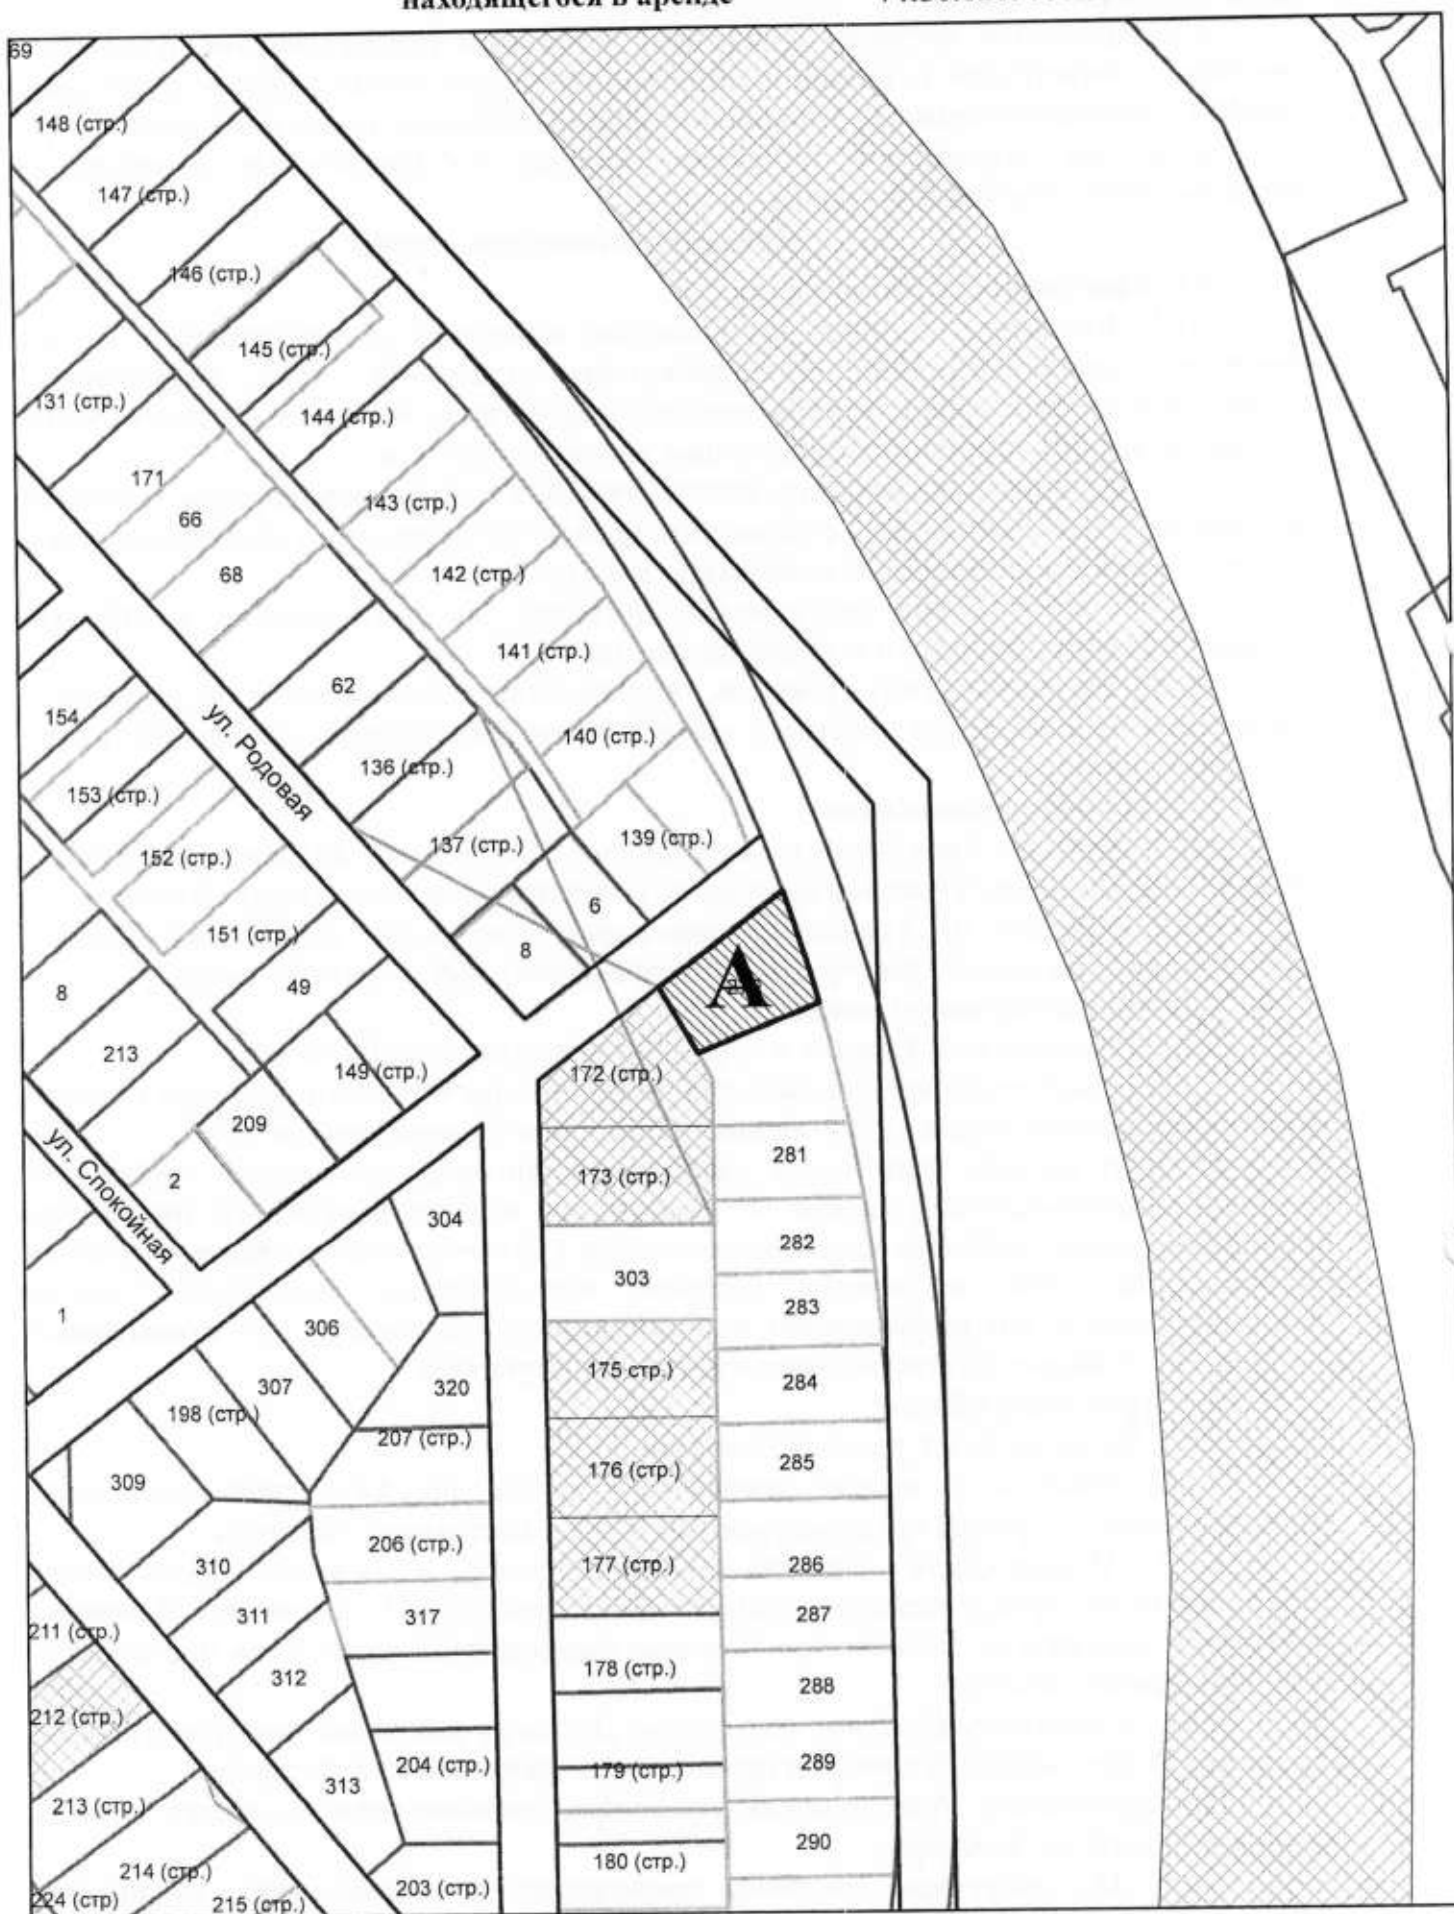 находящегося в аренде
69
148 (стр.)
147 (стр.)
146 (стр.)
145 (стр.)
131 (стр.)
144 (стр.)
171
143 (стр.)
66
68
142 (стр.)
141 (стр.)
62
154
ул. Родовая
140 (стр.)
136 (стр.)
153 (стр.)
137 (стр.)
139 (стр.)
152 (стр.)
6
151 (стр.)
8
8
49
А
213
149 (стр.)
172 (стр.)
209
281
2
173 (стр.)
ул. Спокойная
304
282
303
1
306
283
175 стр.)
307
320
284
198 (стр.)
207 (стр.)
309
176 (стр.)
285
206 (стр.)
310
177 (стр.)
286
311
317
287
211 (стр.)
312
178 (стр.)
288
212 (стр.)
204 (стр.)
179 (стр.)
289
313
213 (стр.)
290
180 (стр.)
214 (стр.)
203 (стр.)
224 (стр)
215 (стр.)